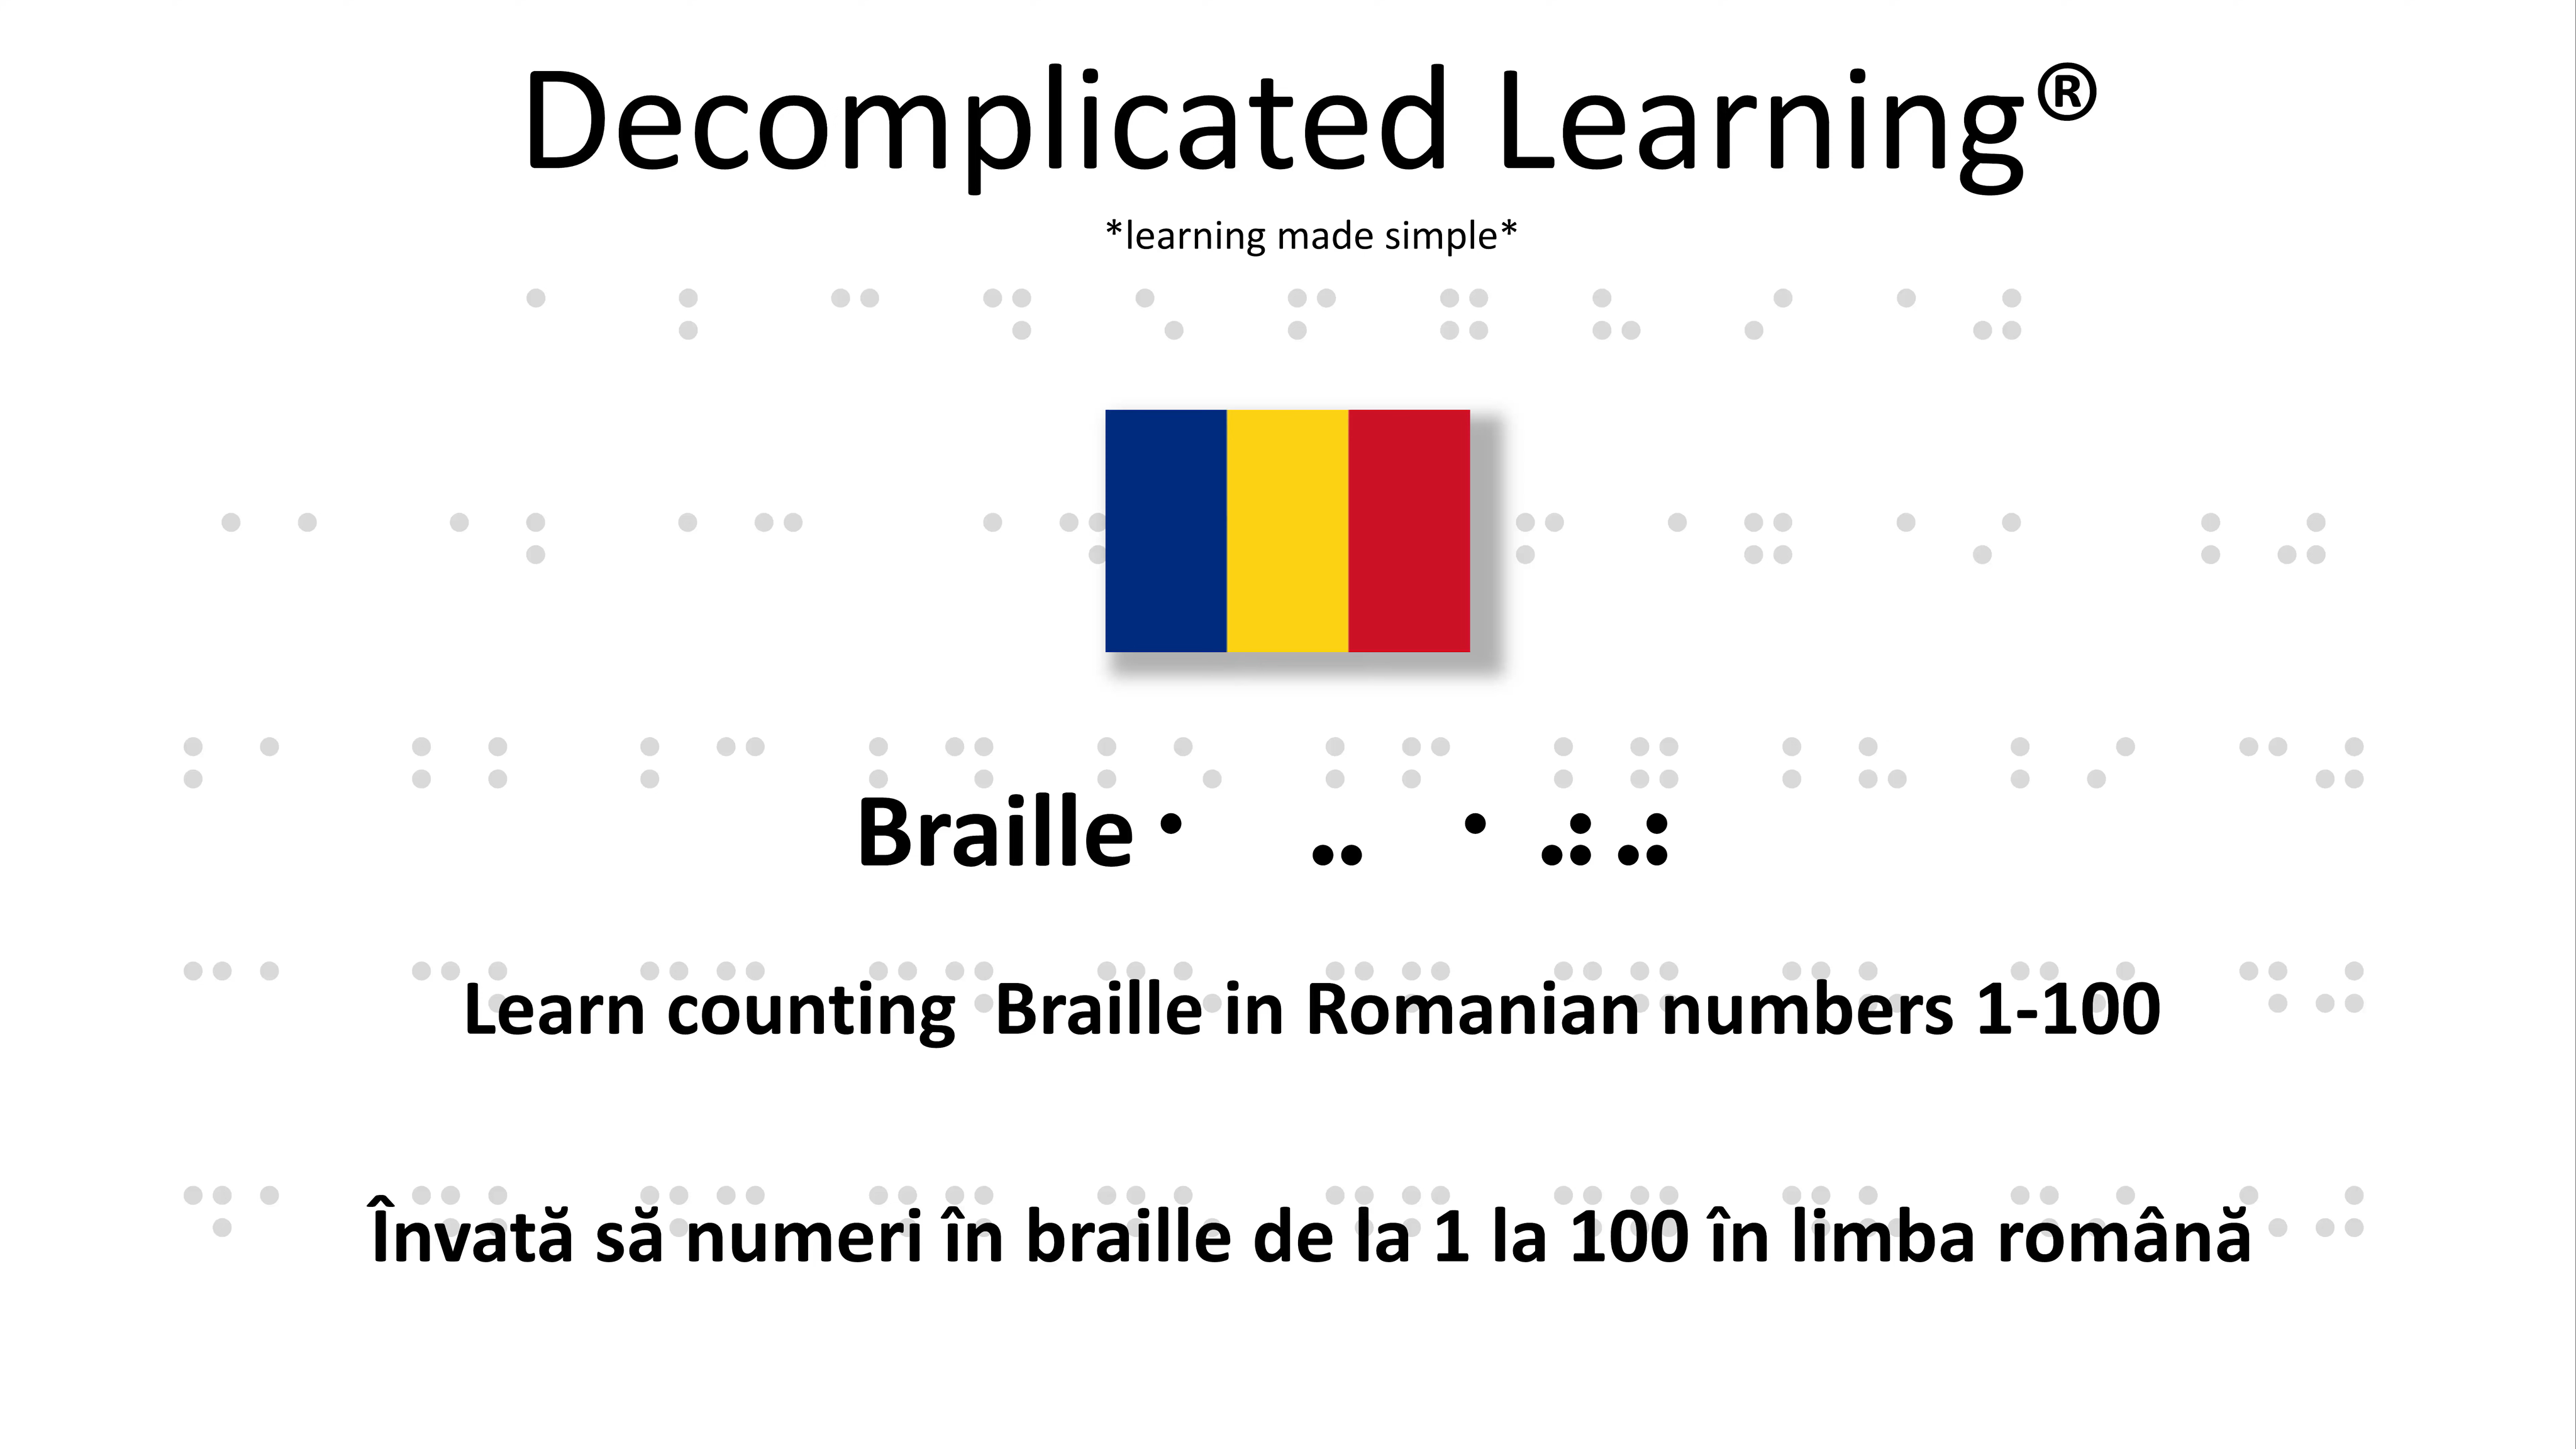 Decomplicated Learning®
*learning made simple*
⠁ ⠃ ⠉ ⠙ ⠑ ⠋ ⠛ ⠓ ⠊ ⠁⠚
⠁⠁ ⠁⠃ ⠁⠉ ⠁⠙ ⠋ ⠁⠛ ⠁⠊ ⠃⠚
⠃⠁ ⠃⠃ ⠃⠉ ⠃⠙ ⠃⠑ ⠃⠋ ⠃⠛ ⠃⠓ ⠃⠊ ⠉⠚
Braille ⠁ ⠤ ⠁⠚⠚
⠉⠁ ⠉⠃ ⠉⠉ ⠉⠙ ⠉⠑ ⠉⠋ ⠉⠛ ⠉⠓ ⠉⠊ ⠙⠚
Learn counting  Braille in Romanian numbers 1-100
⠙⠁ ⠙⠃ ⠙⠉ ⠙⠙ ⠙⠑ ⠙⠋ ⠙⠛ ⠙⠓ ⠙⠊ ⠑⠚
Învată să numeri în braille de la 1 la 100 în limba română